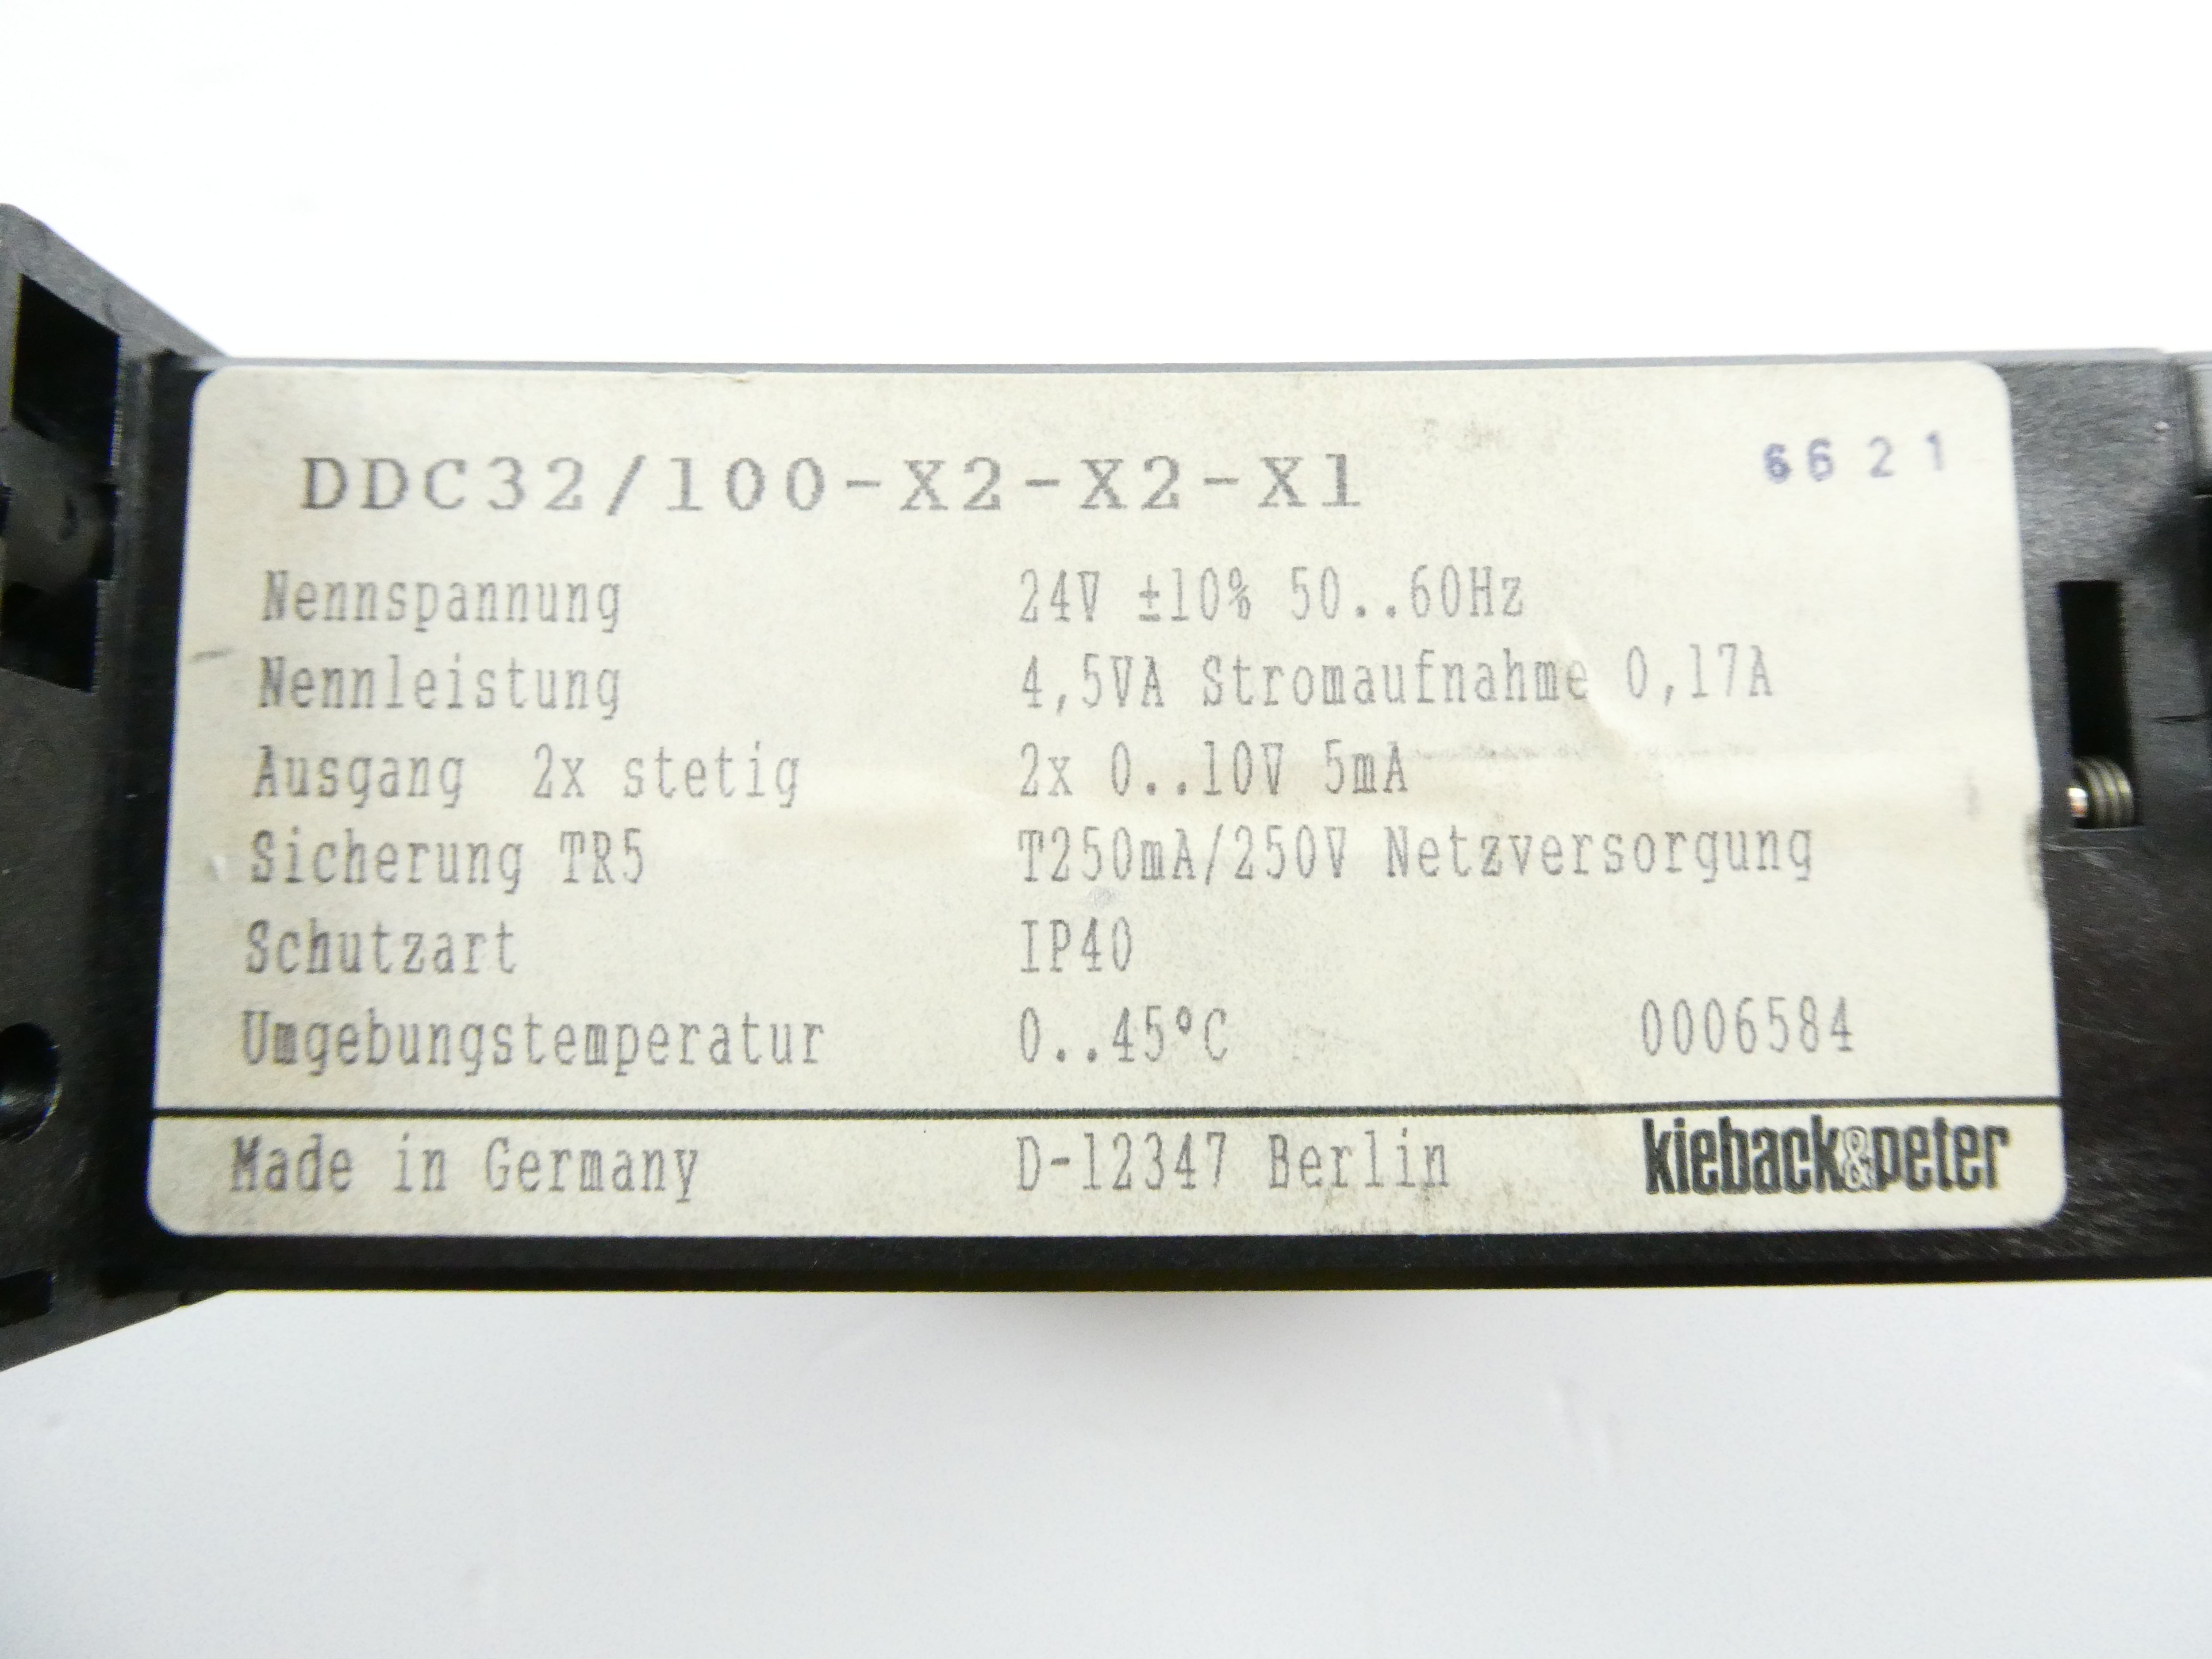 DDC32/100-X2-X2-X1 6621
Nennspannung 24V ±10% 50..60Hz
Nennleistung 4,5VA Stromaufnahme 0,17A
Ausgang 2x stetig 2x 0..10V 5mA
Sicherung TR5 T250mA/250V Netzversorgung
Schutzart IP40
Umgebungstemperatur 0..45°C 0006584
Made in Germany D-12347 Berlin kieback&peter